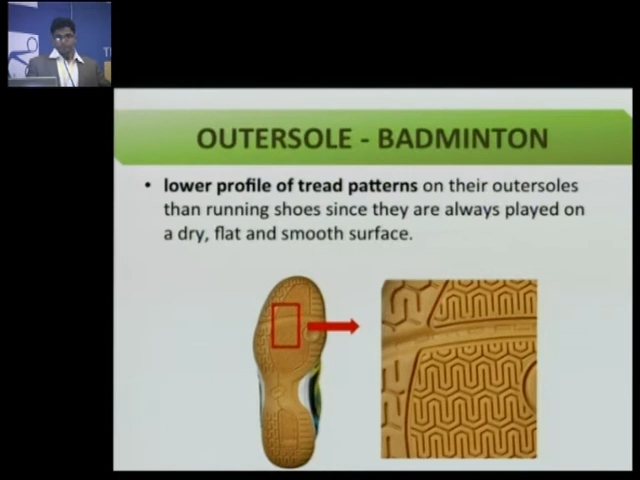 OUTERSOLE - BADMINTON
• lower profile of tread patterns on their outersoles
than running shoes since they are always played on
a dry, flat and smooth surface.